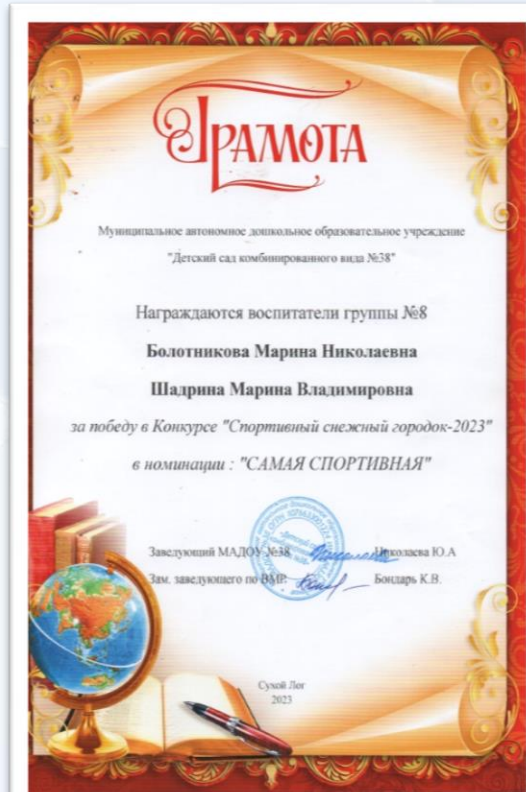 Грамота
Муниципальное автономное дошкольное образовательное учреждение
"Детский сад комбинированного вида №38"
Награждаются воспитатели группы №8
Болотникова Марина Николаевна
Шадрина Марина Владимировна
за победу в Конкурсе "Спортивный снежный городок-2023"
в номинации : "САМАЯ СПОРТИВНАЯ"
Заведующий МАДОУ №38 Николаева Ю.А
Зам. заведующего по ВМР Бондарь К.В.
Сухой Лог
2023